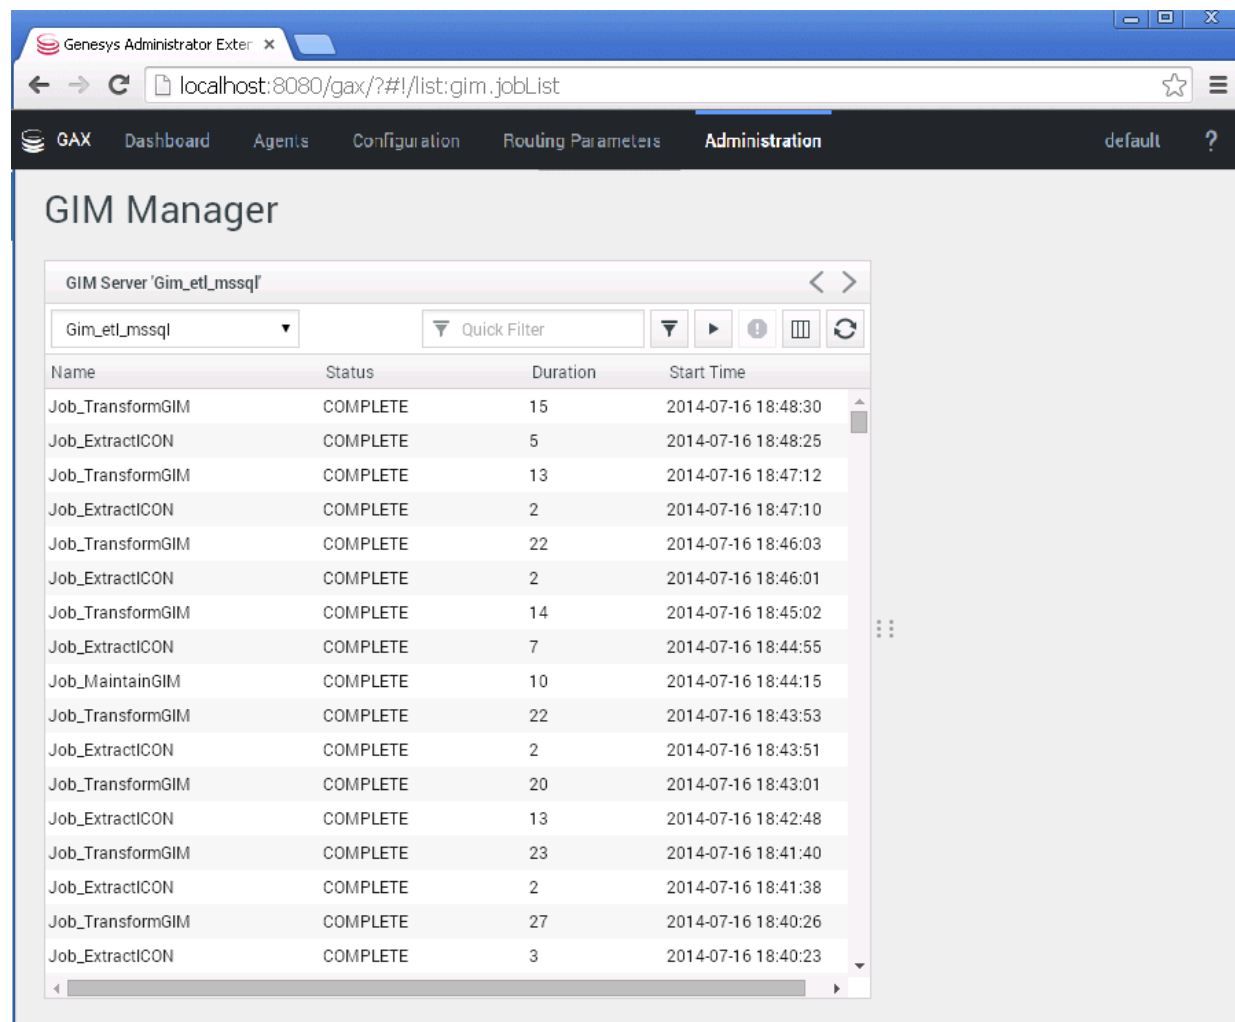 Genesys Administrator Exter
localhost:8080/gax/?#!/list:gim.jobList
GAX Dashboard Agents Configuration Routing Parameters Administration default ?
GIM Manager
GIM Server 'Gim_etl_mssql'
Gim_etl_mssql Quick Filter
Name Status Duration Start Time
Job_TransformGIM COMPLETE 15 2014-07-16 18:48:30
Job_ExtractICON COMPLETE 5 2014-07-16 18:48:25
Job_TransformGIM COMPLETE 13 2014-07-16 18:47:12
Job_ExtractICON COMPLETE 2 2014-07-16 18:47:10
Job_TransformGIM COMPLETE 22 2014-07-16 18:46:03
Job_ExtractICON COMPLETE 2 2014-07-16 18:46:01
Job_TransformGIM COMPLETE 14 2014-07-16 18:45:02
Job_ExtractICON COMPLETE 7 2014-07-16 18:44:55
Job_MaintainGIM COMPLETE 10 2014-07-16 18:44:15
Job_TransformGIM COMPLETE 22 2014-07-16 18:43:53
Job_ExtractICON COMPLETE 2 2014-07-16 18:43:51
Job_TransformGIM COMPLETE 20 2014-07-16 18:43:01
Job_ExtractICON COMPLETE 13 2014-07-16 18:42:48
Job_TransformGIM COMPLETE 23 2014-07-16 18:41:40
Job_ExtractICON COMPLETE 2 2014-07-16 18:41:38
Job_TransformGIM COMPLETE 27 2014-07-16 18:40:26
Job_ExtractICON COMPLETE 3 2014-07-16 18:40:23